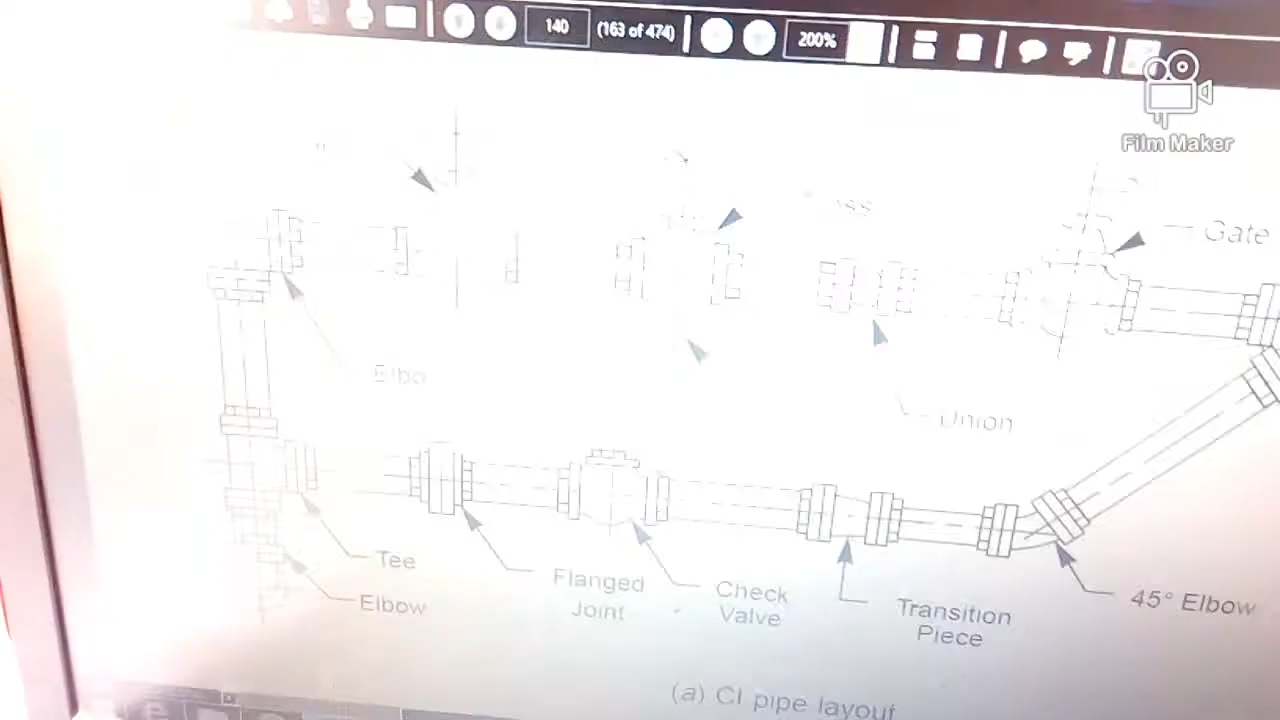 140 (163 of 474) 200%
Film Maker
Gate
Union
Tee
Elbow
Flanged
Joint
Check
Valve
Transition
Piece
45° Elbow
(a) CI pipe layout